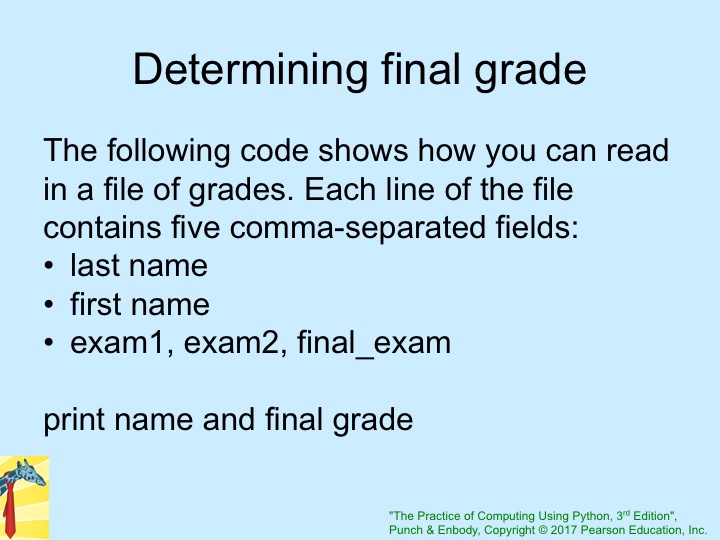 Determining final grade
The following code shows how you can read
in a file of grades. Each line of the file
contains five comma-separated fields:
• last name
• first name
• exam1, exam2, final_exam
print name and final grade
"The Practice of Computing Using Python, 3rd Edition",
Punch & Enbody, Copyright © 2017 Pearson Education, Inc.